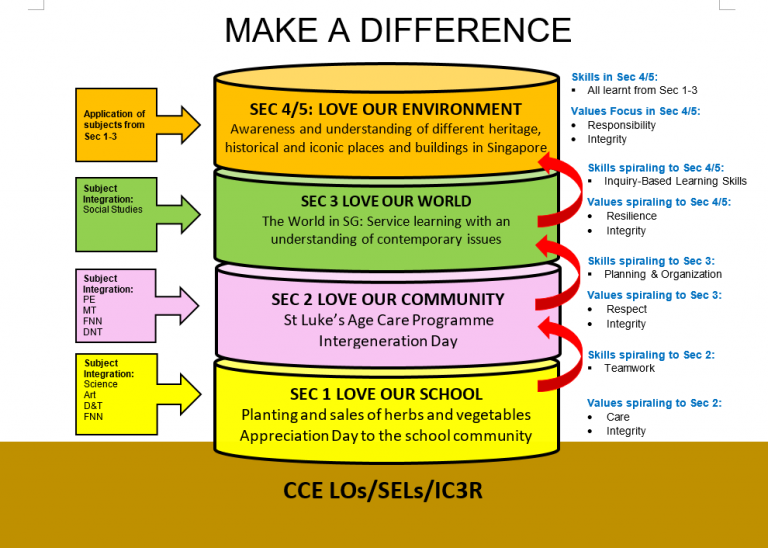 MAKE A DIFFERENCE
Application of
subjects from
Sec 1-3
SEC 4/5: LOVE OUR ENVIRONMENT
Awareness and understanding of different heritage,
historical and iconic places and buildings in Singapore
Skills in Sec 4/5:
▪ All learnt from Sec 1-3
Values Focus in Sec 4/5:
• Responsibility
• Integrity
Subject
Integration:
Social Studies
SEC 3 LOVE OUR WORLD
The World in SG: Service learning with an
understanding of contemporary issues
Skills spiraling to Sec 4/5:
▪ Inquiry-Based Learning Skills
Values spiraling to Sec 4/5:
• Resilience
• Integrity
Subject
Integration:
PE
MT
FNN
DNT
SEC 2 LOVE OUR COMMUNITY
St Luke’s Age Care Programme
Intergeneration Day
Skills spiraling to Sec 3:
▪ Planning & Organization
Values spiraling to Sec 3:
• Respect
• Integrity
Subject
Integration:
Science
Art
D&T
FNN
SEC 1 LOVE OUR SCHOOL
Planting and sales of herbs and vegetables
Appreciation Day to the school community
Skills spiraling to Sec 2:
▪ Teamwork
Values spiraling to Sec 2:
• Care
• Integrity
CCE LOs/SELs/IC3R